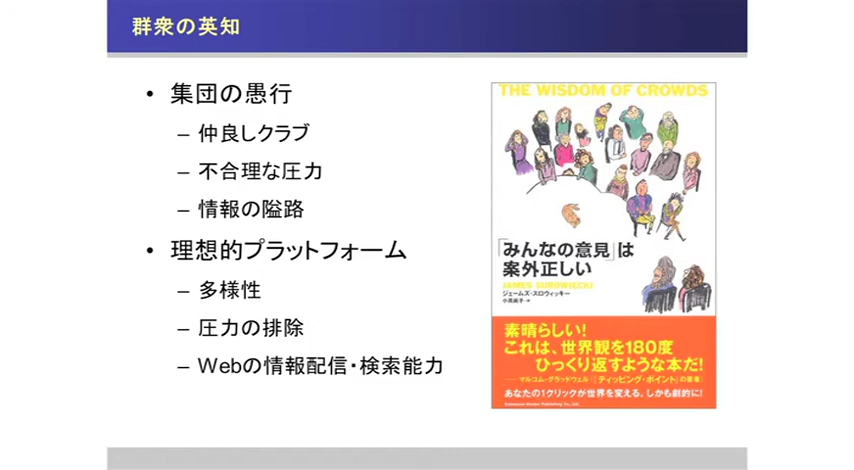 群衆の英知
• 集団の愚行
– 仲良しクラブ
– 不合理な圧力
– 情報の隘路
• 理想的プラットフォーム
– 多様性
– 圧力の排除
– Webの情報配信・検索能力
THE WISDOM OF CROWDS
「みんなの意見」は
案外正しい
JAMES SUROWIECKI
ジェームズ・スロウィッキー
小高尚子・訳
素晴らしい!
これは、世界観を180度
ひっくり返すような本だ!
──マルコム・グラッドウェル(『ティッピング・ポイント』の著者)
あなたの1クリックが世界を変える。しかも劇的に!